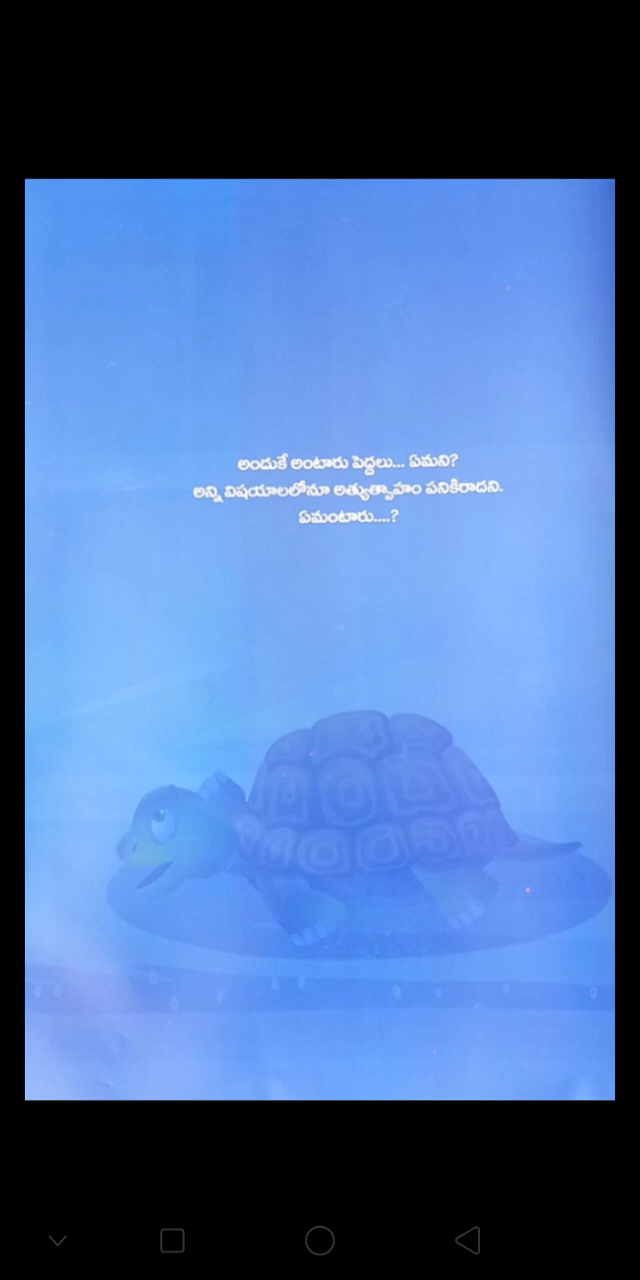 అందుకే అంటారు పెద్దలు... ఏమని?
అన్ని విషయాలలోనూ అత్యుత్సాహం పనికిరాదని.
ఏమంటారు....?